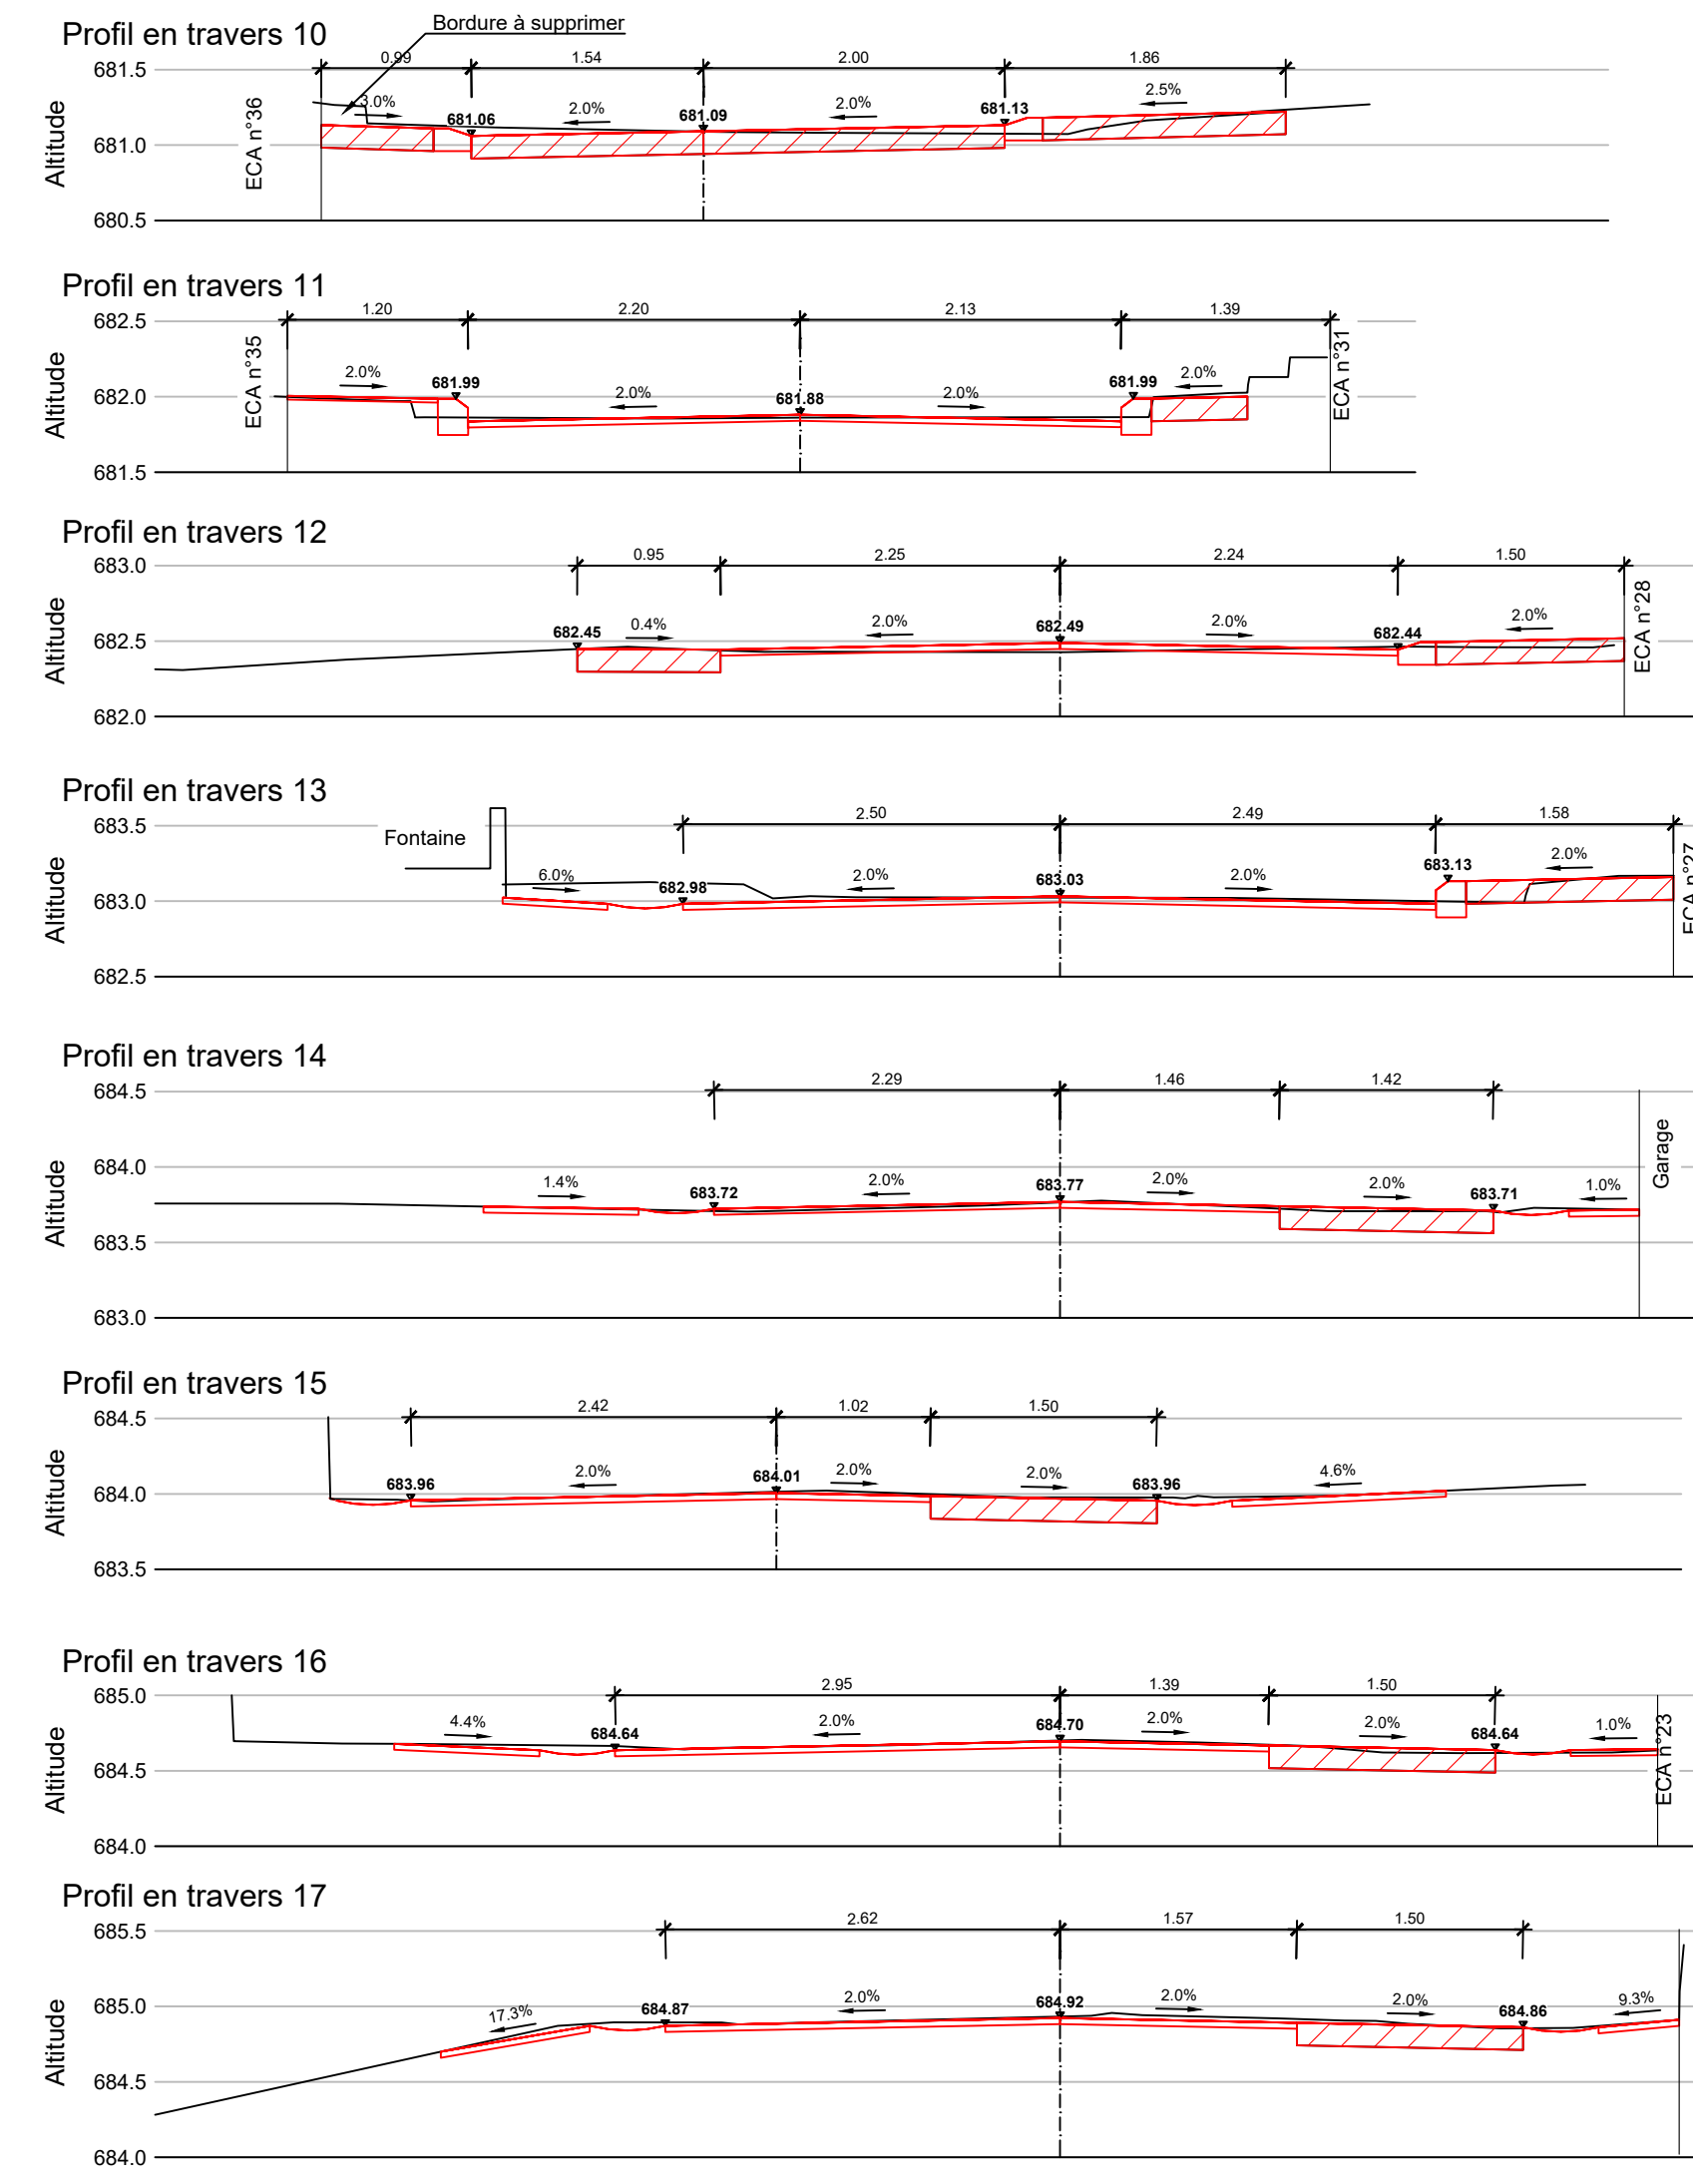 Bordure à supprimer
Profil en travers 10
0.99 1.54 2.00 1.86
681.5
3.0% 2.0% 2.0% 2.5%
681.06 681.09 681.13
681.0
680.5
Altitude
ECA n°36
Profil en travers 11
1.20 2.20 2.13 1.39
682.5
2.0% 681.99 2.0% 681.88 2.0% 681.99 2.0%
682.0
681.5
Altitude
ECA n°35
ECA n°31
Profil en travers 12
0.95 2.25 2.24 1.50
683.0
682.45 0.4% 2.0% 682.49 2.0% 682.44 2.0%
682.5
682.0
Altitude
ECA n°28
Profil en travers 13
2.50 2.49 1.58
683.5
Fontaine
6.0% 682.98 2.0% 683.03 2.0% 683.13 2.0%
683.0
682.5
Altitude
ECA n°27
Profil en travers 14
2.29 1.46 1.42
684.5
684.0
1.4% 683.72 2.0% 683.77 2.0% 2.0% 683.71 1.0%
683.5
683.0
Altitude
Garage
Profil en travers 15
2.42 1.02 1.50
684.5
683.96 2.0% 684.01 2.0% 2.0% 683.96 4.6%
684.0
683.5
Altitude
Profil en travers 16
2.95 1.39 1.50
685.0
4.4% 684.64 2.0% 684.70 2.0% 2.0% 684.64 1.0%
684.5
684.0
Altitude
ECA n°23
Profil en travers 17
2.62 1.57 1.50
685.5
17.3% 684.87 2.0% 684.92 2.0% 2.0% 684.86 9.3%
685.0
684.5
684.0
Altitude